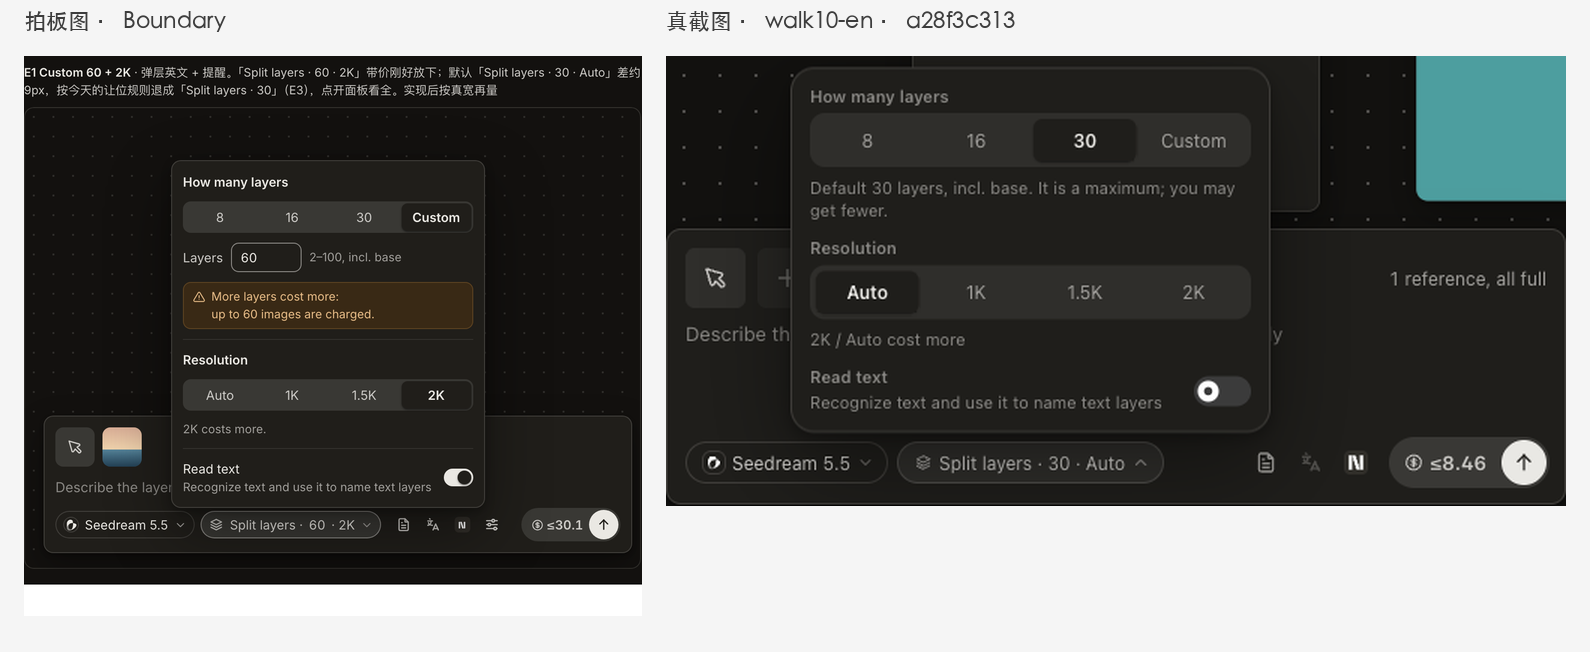 拍板图 · Boundary
E1 Custom 60 + 2K · 弹层英文 + 提醒。「Split layers · 60 · 2K」带价刚好放下；默认「Split layers · 30 · Auto」差约
9px，按今天的让位规则退成「Split layers · 30」（E3），点开面板看全。实现后按真宽再量
How many layers
8 16 30 Custom
Layers 60 2–100, incl. base
More layers cost more:
up to 60 images are charged.
Resolution
Auto 1K 1.5K 2K
2K costs more.
Read text
Recognize text and use it to name text layers
Describe the layer
Seedream 5.5 Split layers · 60 · 2K N ≤30.1
真截图 · walk10-en · a28f3c313
How many layers
8 16 30 Custom
Default 30 layers, incl. base. It is a maximum; you may
get fewer.
Resolution
1 reference, all full
Auto 1K 1.5K 2K
Describe th ly
2K / Auto cost more
Read text
Recognize text and use it to name text layers
Seedream 5.5 Split layers · 30 · Auto N ≤8.46